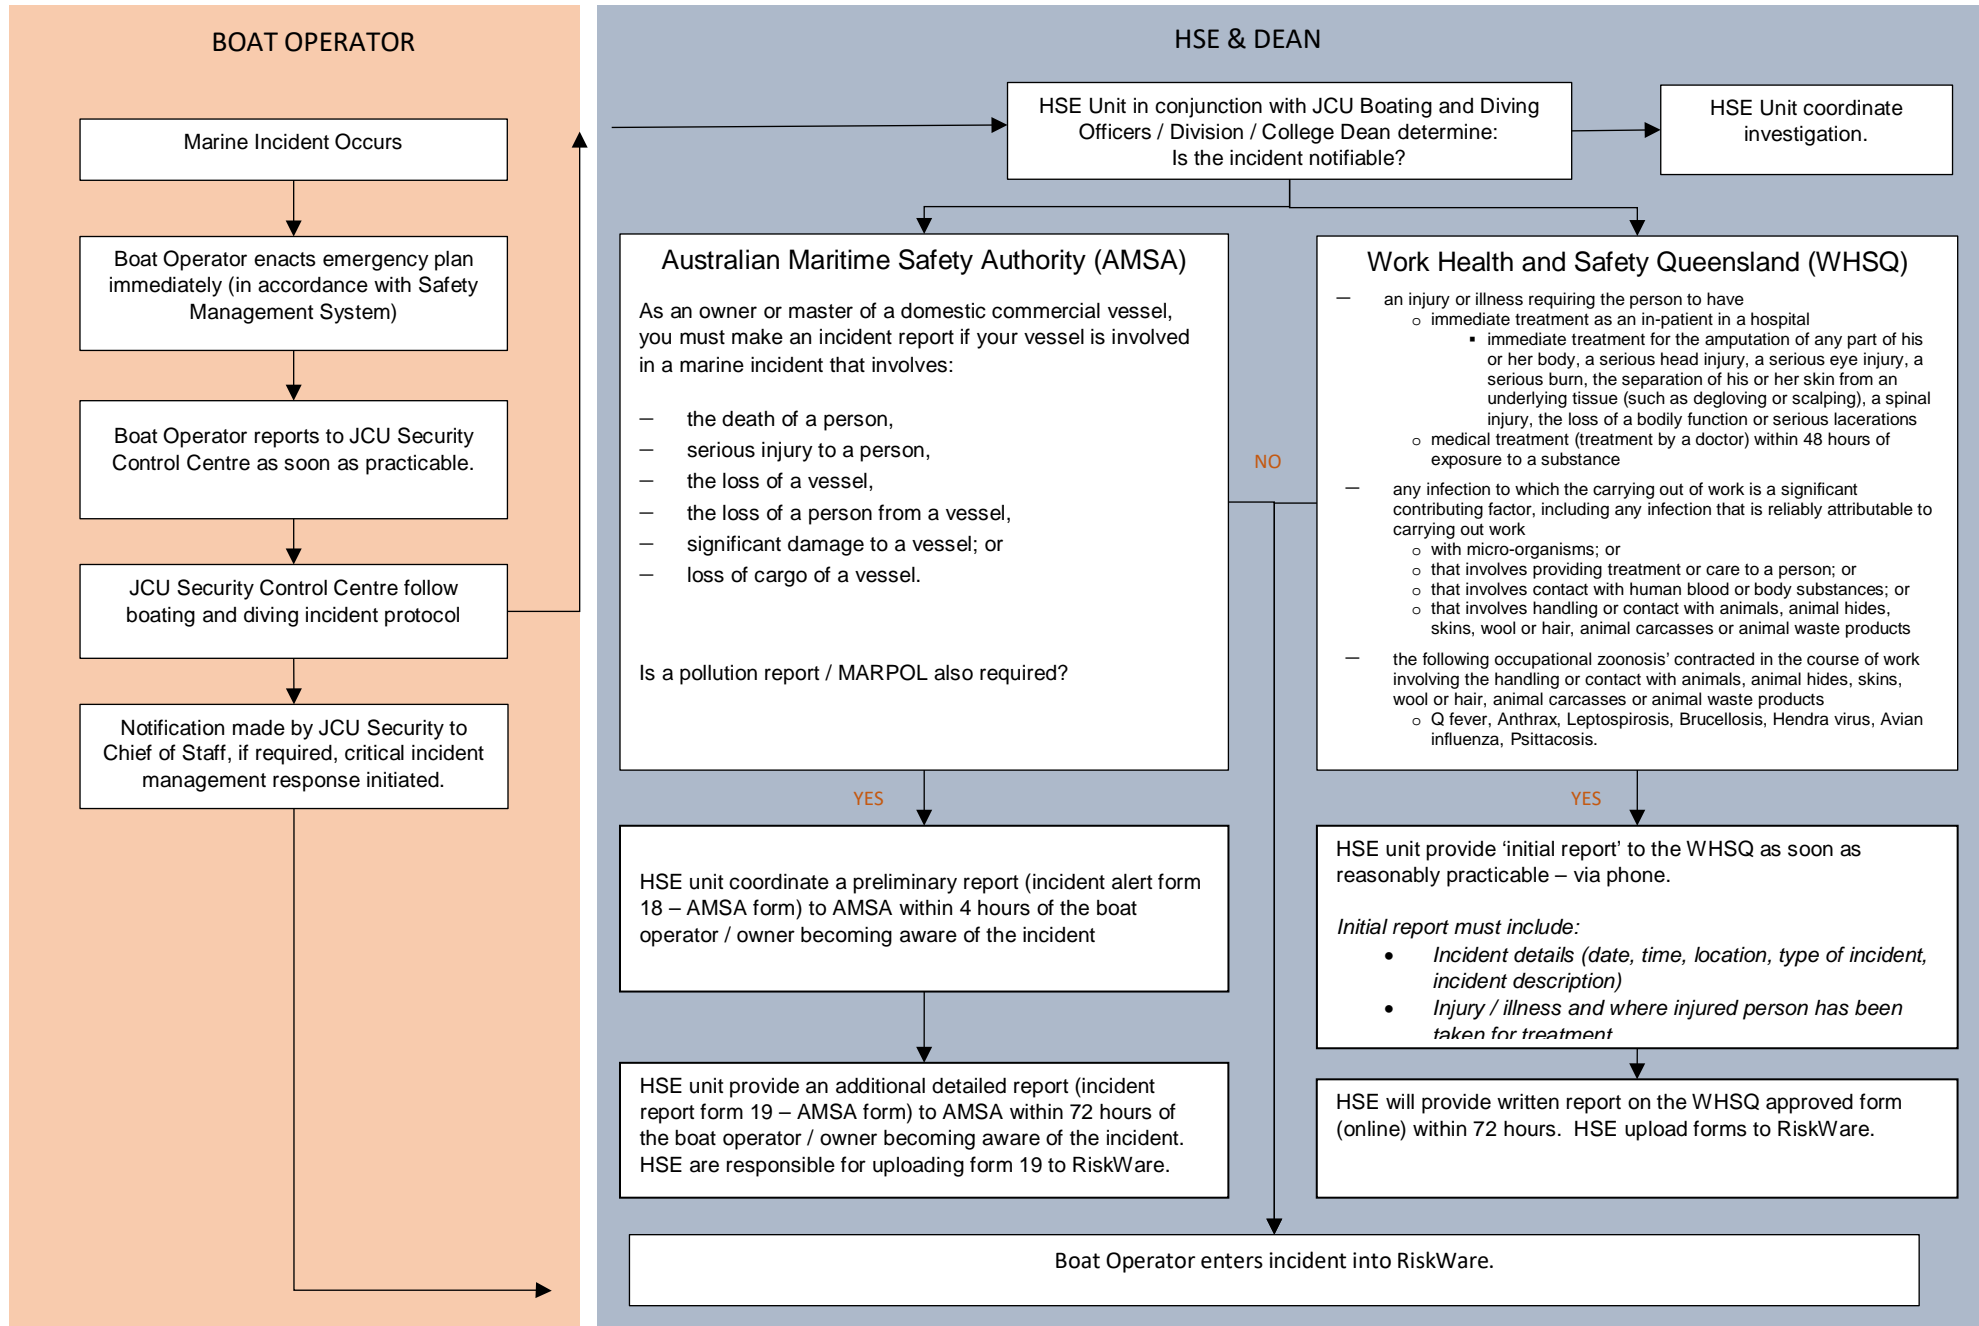 BOAT OPERATOR
Marine Incident Occurs
Boat Operator enacts emergency plan
immediately (in accordance with Safety
Management System)
Boat Operator reports to JCU Security
Control Centre as soon as practicable.
JCU Security Control Centre follow
boating and diving incident protocol
Notification made by JCU Security to
Chief of Staff, if required, critical incident
management response initiated.
HSE & DEAN
HSE Unit in conjunction with JCU Boating and Diving
Officers / Division / College Dean determine:
Is the incident notifiable?
HSE Unit coordinate
investigation.
Australian Maritime Safety Authority (AMSA)
As an owner or master of a domestic commercial vessel,
you must make an incident report if your vessel is involved
in a marine incident that involves:
– the death of a person,
– serious injury to a person,
– the loss of a vessel,
– the loss of a person from a vessel,
– significant damage to a vessel; or
– loss of cargo of a vessel.
Is a pollution report / MARPOL also required?
NO
Work Health and Safety Queensland (WHSQ)
– an injury or illness requiring the person to have
o immediate treatment as an in-patient in a hospital
▪ immediate treatment for the amputation of any part of his
or her body, a serious head injury, a serious eye injury, a
serious burn, the separation of his or her skin from an
underlying tissue (such as degloving or scalping), a spinal
injury, the loss of a bodily function or serious lacerations
o medical treatment (treatment by a doctor) within 48 hours of
exposure to a substance
– any infection to which the carrying out of work is a significant
contributing factor, including any infection that is reliably attributable to
carrying out work
o with micro-organisms; or
o that involves providing treatment or care to a person; or
o that involves contact with human blood or body substances; or
o that involves handling or contact with animals, animal hides,
skins, wool or hair, animal carcasses or animal waste products
– the following occupational zoonosis’ contracted in the course of work
involving the handling or contact with animals, animal hides, skins,
wool or hair, animal carcasses or animal waste products
o Q fever, Anthrax, Leptospirosis, Brucellosis, Hendra virus, Avian
influenza, Psittacosis.
YES
HSE unit coordinate a preliminary report (incident alert form
18 – AMSA form) to AMSA within 4 hours of the boat
operator / owner becoming aware of the incident
HSE unit provide an additional detailed report (incident
report form 19 – AMSA form) to AMSA within 72 hours of
the boat operator / owner becoming aware of the incident.
HSE are responsible for uploading form 19 to RiskWare.
YES
HSE unit provide ‘initial report’ to the WHSQ as soon as
reasonably practicable – via phone.
Initial report must include:
• Incident details (date, time, location, type of incident,
incident description)
• Injury / illness and where injured person has been
taken for treatment
HSE will provide written report on the WHSQ approved form
(online) within 72 hours. HSE upload forms to RiskWare.
Boat Operator enters incident into RiskWare.